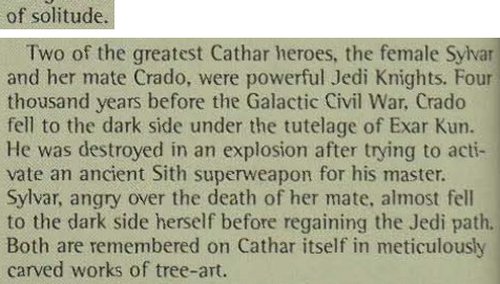 of solitude.
Two of the greatest Cathar heroes, the female Sylvar
and her mate Crado, were powerful Jedi Knights. Four
thousand years before the Galactic Civil War, Crado
fell to the dark side under the tutelage of Exar Kun.
He was destroyed in an explosion after trying to acti-
vate an ancient Sith superweapon for his master.
Sylvar, angry over the death of her mate, almost fell
to the dark side herself before regaining the Jedi path.
Both are remembered on Cathar itself in meticulously
carved works of tree-art.